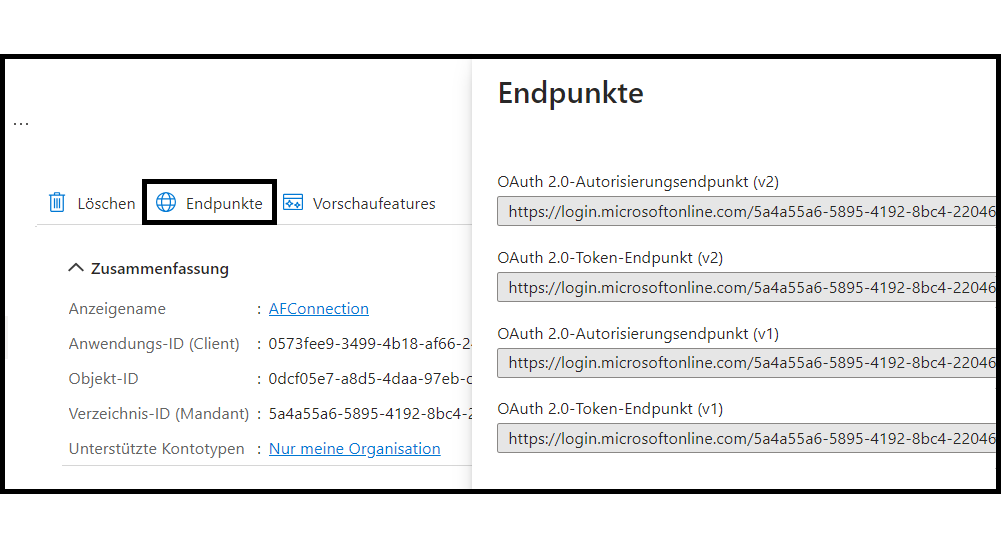 ...
Löschen Endpunkte Vorschaufeatures
Zusammenfassung
Anzeigename : AFConnection
Anwendungs-ID (Client) : 0573fee9-3499-4b18-af66-2
Objekt-ID : 0dcf05e7-a8d5-4daa-97eb-c
Verzeichnis-ID (Mandant) : 5a4a55a6-5895-4192-8bc4-2
Unterstützte Kontotypen : Nur meine Organisation
Endpunkte
OAuth 2.0-Autorisierungsendpunkt (v2)
https://login.microsoftonline.com/5a4a55a6-5895-4192-8bc4-22046
OAuth 2.0-Token-Endpunkt (v2)
https://login.microsoftonline.com/5a4a55a6-5895-4192-8bc4-22046
OAuth 2.0-Autorisierungsendpunkt (v1)
https://login.microsoftonline.com/5a4a55a6-5895-4192-8bc4-22046
OAuth 2.0-Token-Endpunkt (v1)
https://login.microsoftonline.com/5a4a55a6-5895-4192-8bc4-22046